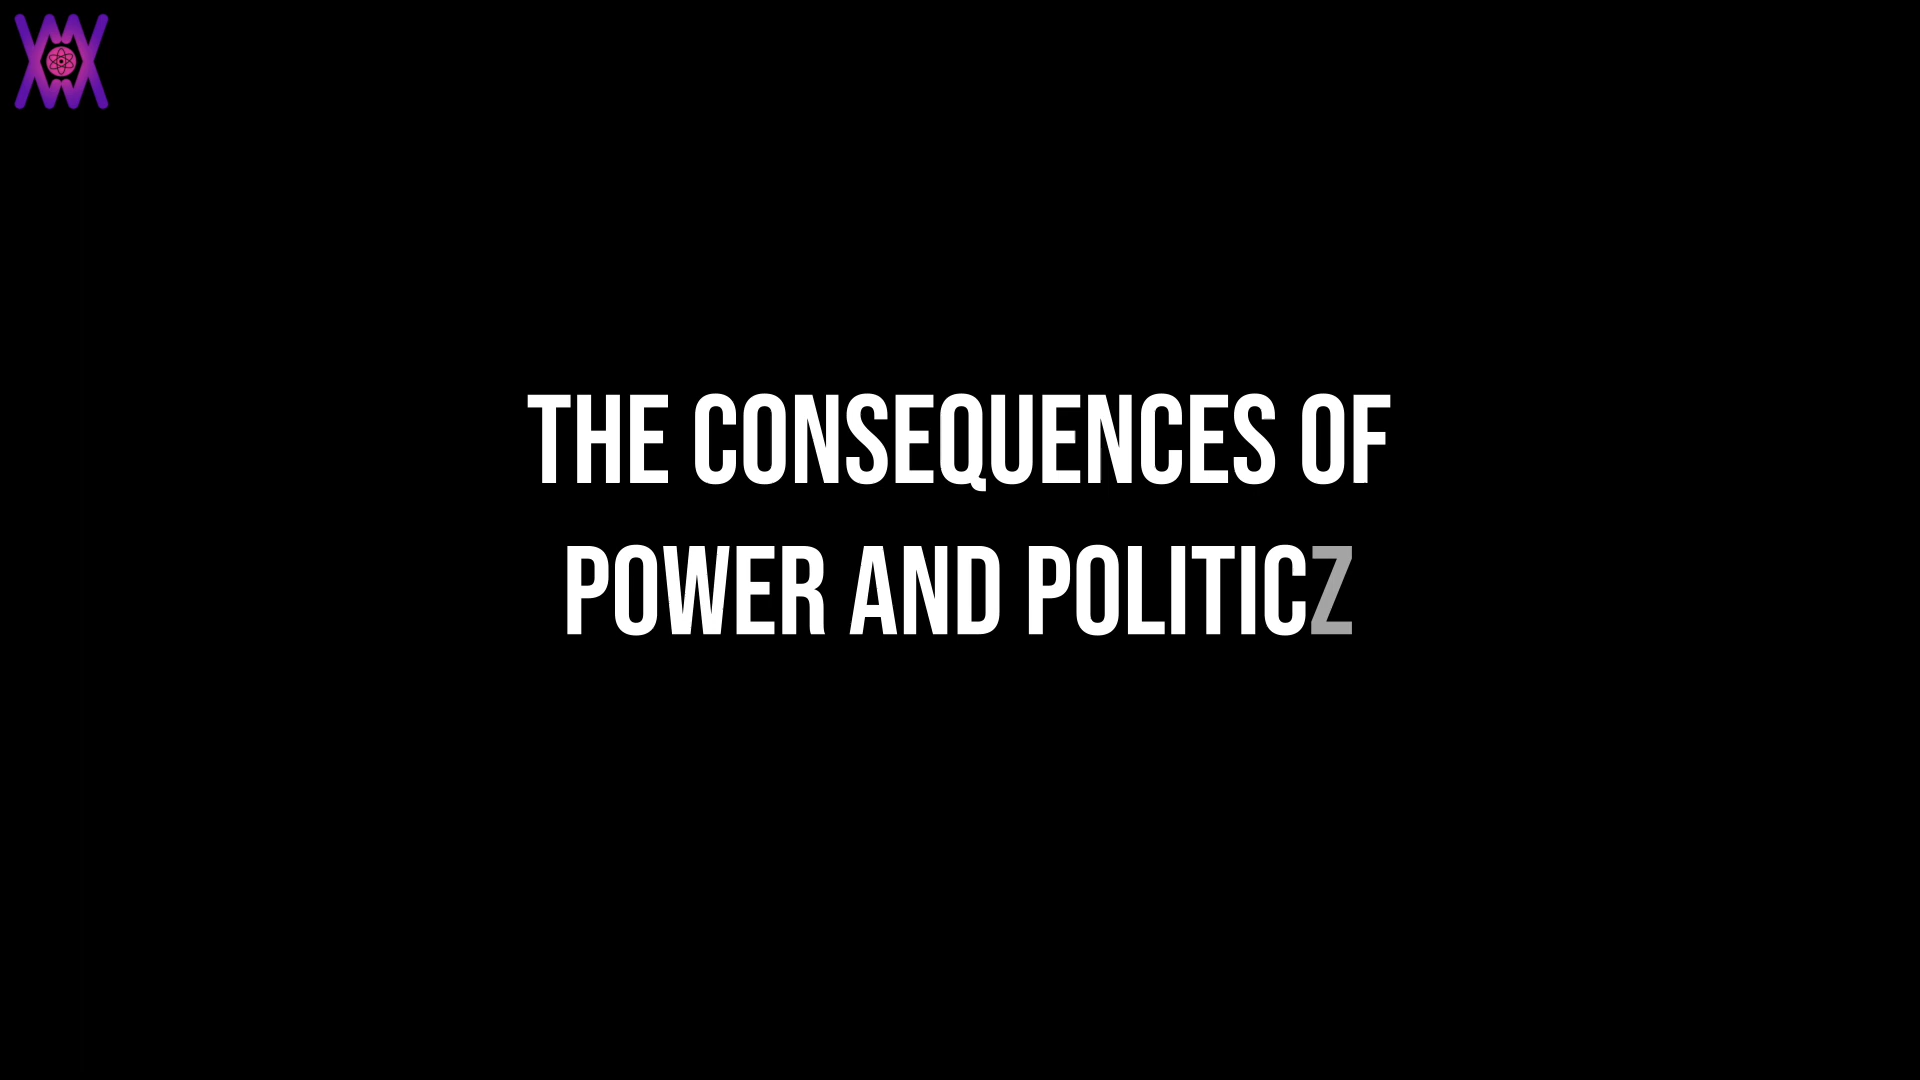 THE CONSEQUENCES OF
POWER AND POLITICZ